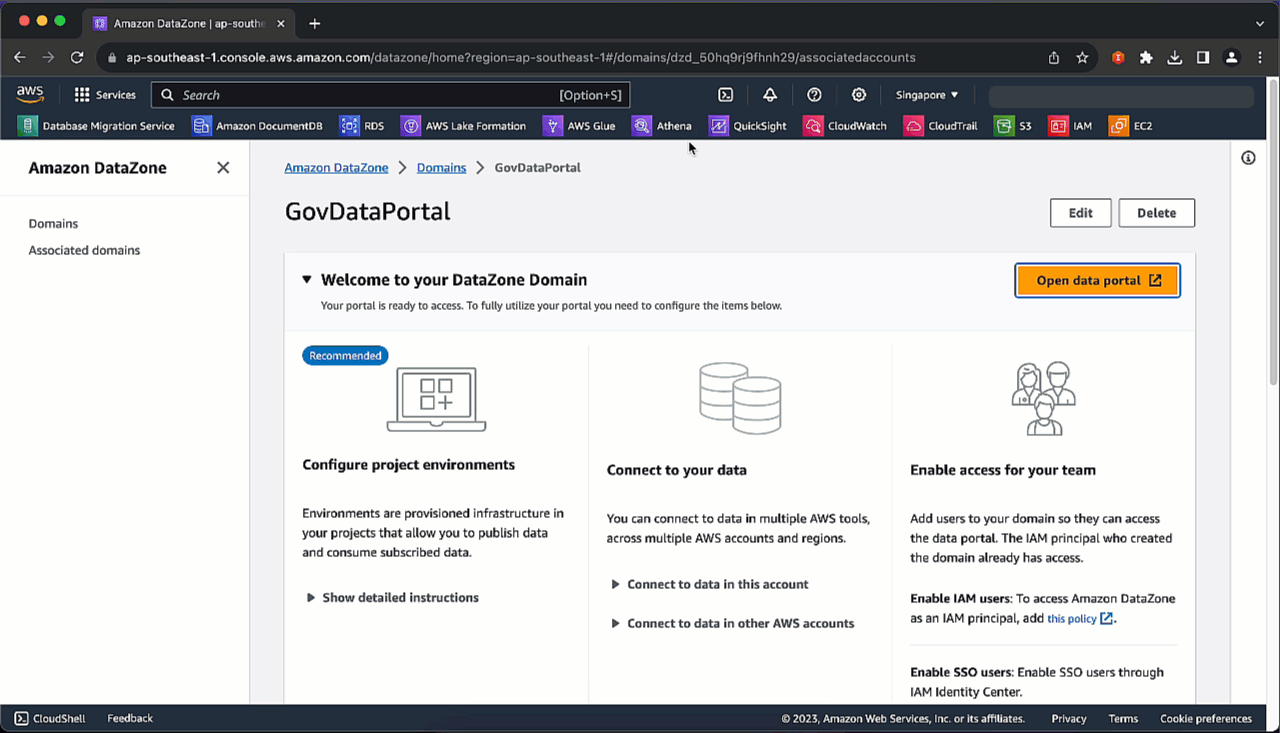 Amazon DataZone | ap-southe
ap-southeast-1.console.aws.amazon.com/datazone/home?region=ap-southeast-1#/domains/dzd_50hq9rj9fhnh29/associatedaccounts
aws
Services
Search
[Option+S]
Singapore
Database Migration Service
Amazon DocumentDB
RDS
AWS Lake Formation
AWS Glue
Athena
QuickSight
CloudWatch
CloudTrail
S3
IAM
EC2
Amazon DataZone
Domains
Associated domains
Amazon DataZone
Domains
GovDataPortal
GovDataPortal
Edit
Delete
Welcome to your DataZone Domain
Your portal is ready to access. To fully utilize your portal you need to configure the items below.
Open data portal
Recommended
Configure project environments
Environments are provisioned infrastructure in
your projects that allow you to publish data
and consume subscribed data.
Show detailed instructions
Connect to your data
You can connect to data in multiple AWS tools,
across multiple AWS accounts and regions.
Connect to data in this account
Connect to data in other AWS accounts
Enable access for your team
Add users to your domain so they can access
the data portal. The IAM principal who created
the domain already has access.
Enable IAM users: To access Amazon DataZone
as an IAM principal, add this policy.
Enable SSO users: Enable SSO users through
IAM Identity Center.
CloudShell
Feedback
© 2023, Amazon Web Services, Inc. or its affiliates.
Privacy
Terms
Cookie preferences